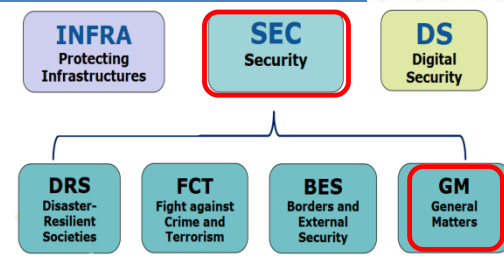 INFRA
Protecting
Infrastructures
SEC
Security
DS
Digital
Security
DRS
Disaster-
Resilient
Societies
FCT
Fight against
Crime and
Terrorism
BES
Borders and
External
Security
GM
General
Matters